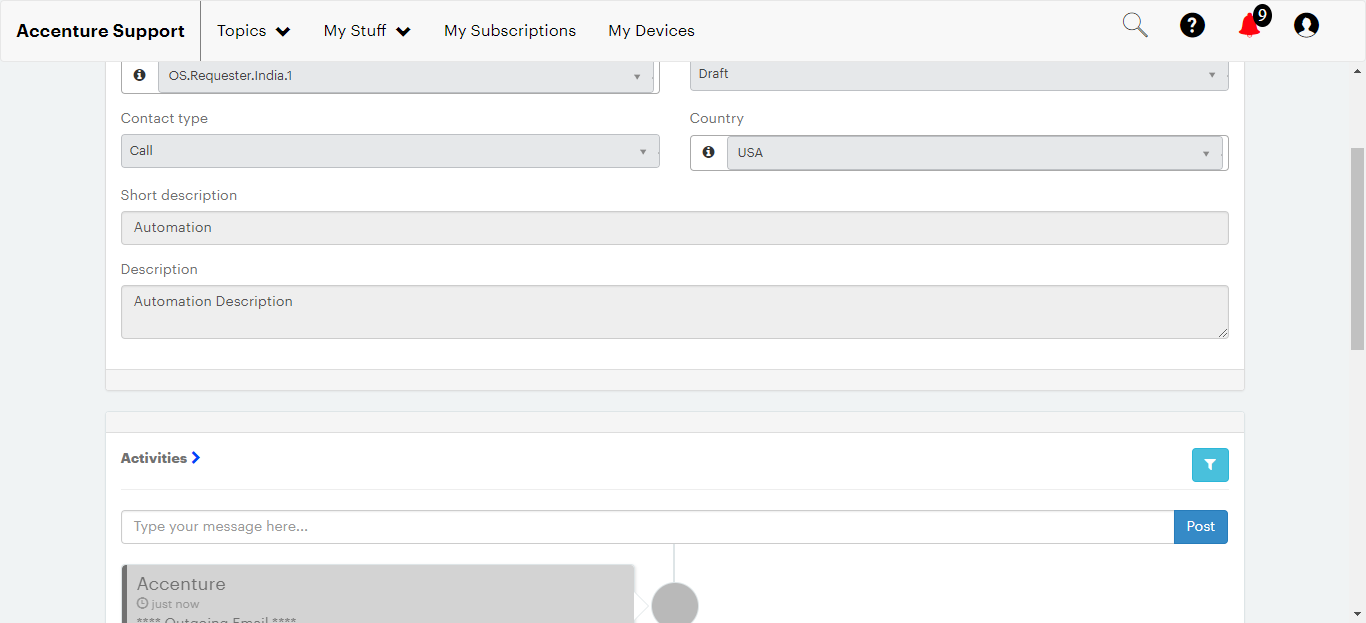 Accenture Support
Topics
My Stuff
My Subscriptions
My Devices
9
OS.Requester.India.1
Draft
Contact type
Country
Call
USA
Short description
Automation
Description
Automation Description
Activities
Type your message here...
Post
Accenture
just now
**** Outgoing Email ****